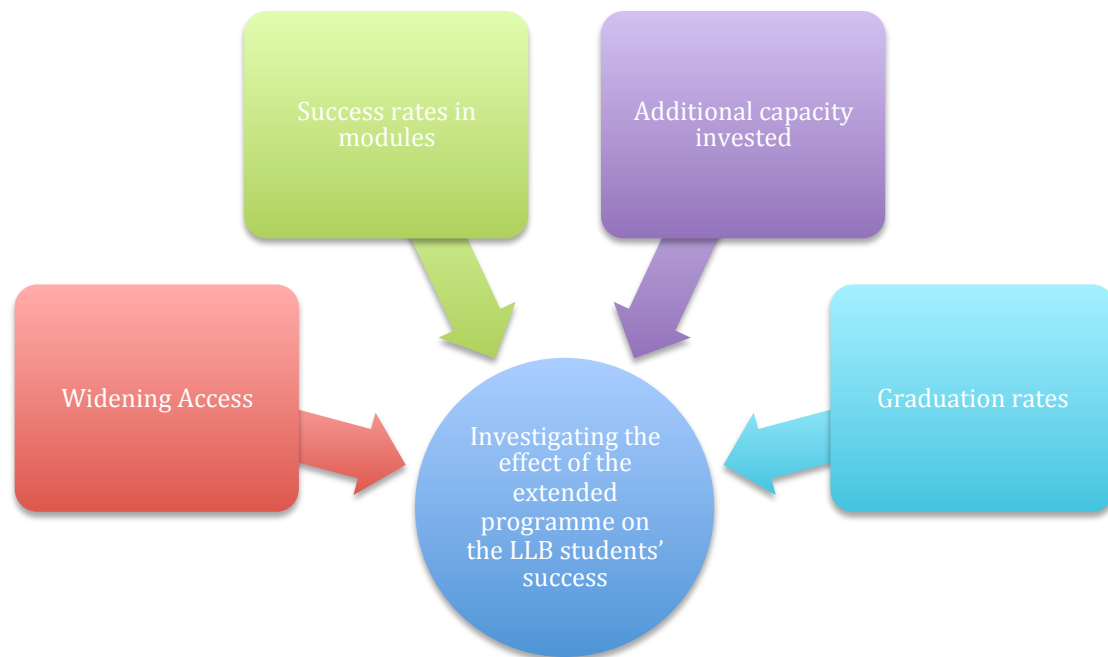 Success rates in
modules
Additional capacity
invested
Widening Access
Graduation rates
Investigating the
effect of the
extended
programme on
the LLB students’
success